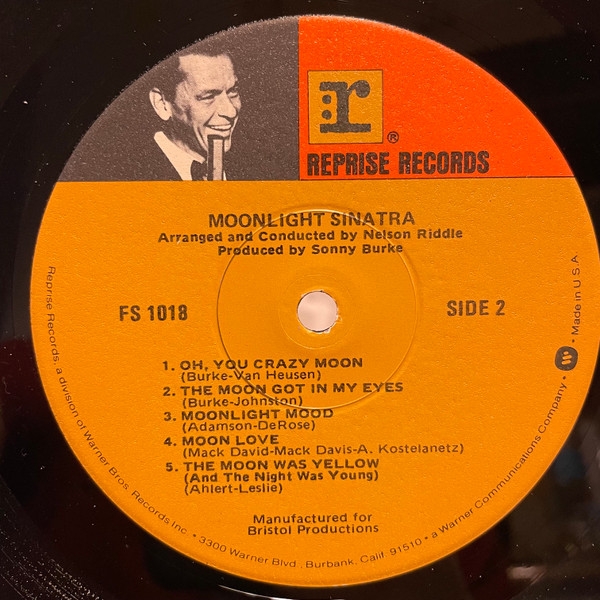 :r
®
REPRISE RECORDS
MOONLIGHT SINATRA
Arranged and Conducted by Nelson Riddle
Produced by Sonny Burke
FS 1018
SIDE 2
1. OH, YOU CRAZY MOON
(Burke-Van Heusen)
2. THE MOON GOT IN MY EYES
(Burke-Johnston)
3. MOONLIGHT MOOD
(Adamson-DeRose)
4. MOON LOVE
(Mack David-Mack Davis-A. Kostelanetz)
5. THE MOON WAS YELLOW
(And The Night Was Young)
(Ahlert-Leslie)
Manufactured for
Bristol Productions
Reprise Records, a division of Warner Bros. Records Inc. • 3300 Warner Blvd., Burbank, Calif. 91510 • a Warner Communications Company • Made in U.S.A.